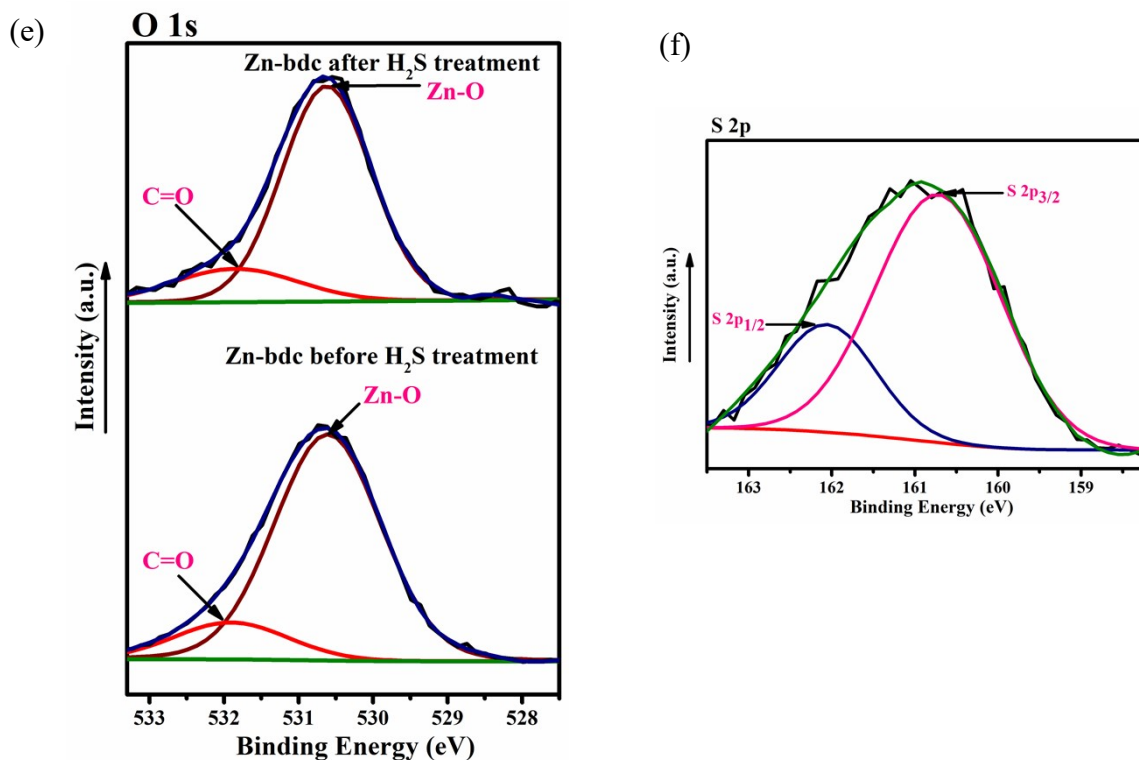 (e)
O 1s
Zn-bdc after H₂S treatment
Zn-O
C=O
Zn-bdc before H₂S treatment
Zn-O
C=O
Intensity (a.u.)
533 532 531 530 529 528
Binding Energy (eV)
(f)
S 2p
S 2p₃/₂
S 2p₁/₂
Intensity (a.u.)
163 162 161 160 159
Binding Energy (eV)